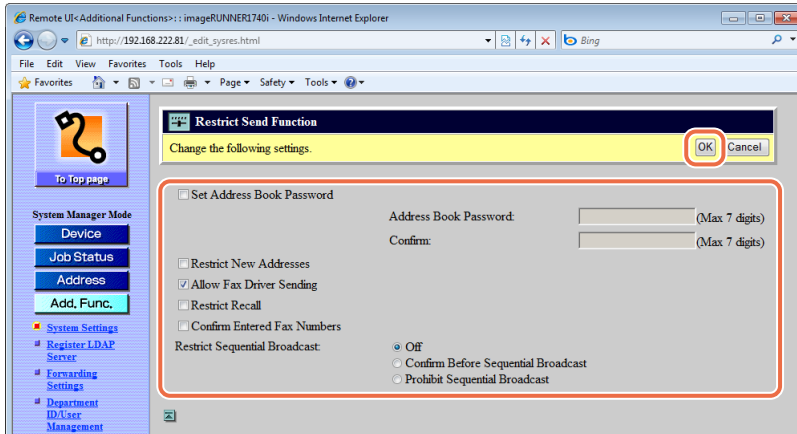 Remote UI<Additional Functions>: : imageRUNNER1740i - Windows Internet Explorer
http://192.168.222.81/_edit_sysres.html
Bing
File Edit View Favorites Tools Help
Favorites Page Safety Tools
To Top page
System Manager Mode
Device
Job Status
Address
Add. Func.
System Settings
Register LDAP
Server
Forwarding
Settings
Department
ID/User
Management
Restrict Send Function
Change the following settings.
OK Cancel
Set Address Book Password
Address Book Password: (Max 7 digits)
Confirm: (Max 7 digits)
Restrict New Addresses
Allow Fax Driver Sending
Restrict Recall
Confirm Entered Fax Numbers
Restrict Sequential Broadcast: Off
Confirm Before Sequential Broadcast
Prohibit Sequential Broadcast